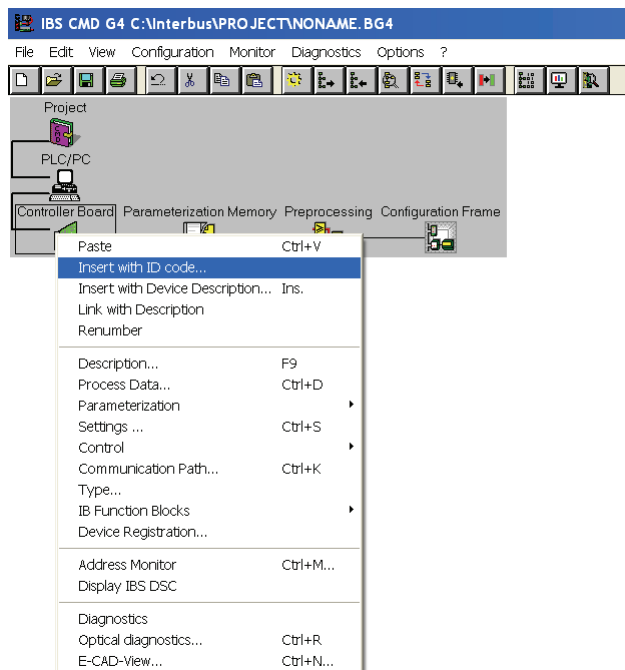 IBS CMD G4 C:\Interbus\PROJECT\NONAME.BG4
File Edit View Configuration Monitor Diagnostics Options ?
Project
PLC/PC
Controller Board Parameterization Memory Preprocessing Configuration Frame
Paste Ctrl+V
Insert with ID code...
Insert with Device Description... Ins.
Link with Description
Renumber
Description... F9
Process Data... Ctrl+D
Parameterization
Settings ... Ctrl+S
Control
Communication Path... Ctrl+K
Type...
IB Function Blocks
Device Registration...
Address Monitor Ctrl+M...
Display IBS DSC
Diagnostics
Optical diagnostics... Ctrl+R
E-CAD-View... Ctrl+N...